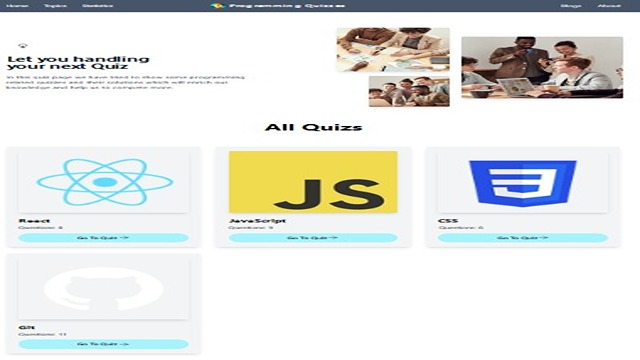 Home Topics Statistics Programming Quizzes Blogs About
Let you handling
your next Quiz
In this quiz page we have tried to show some programming
related quizzes and their solutions which will enrich our
knowledge and help us to compete more.
All Quizs
JS
React
Questions: 8
Go To Quiz ->
JavaScript
Questions: 9
Go To Quiz ->
CSS
Go To Quiz ->
Git
Questions: 11
Go To Quiz ->